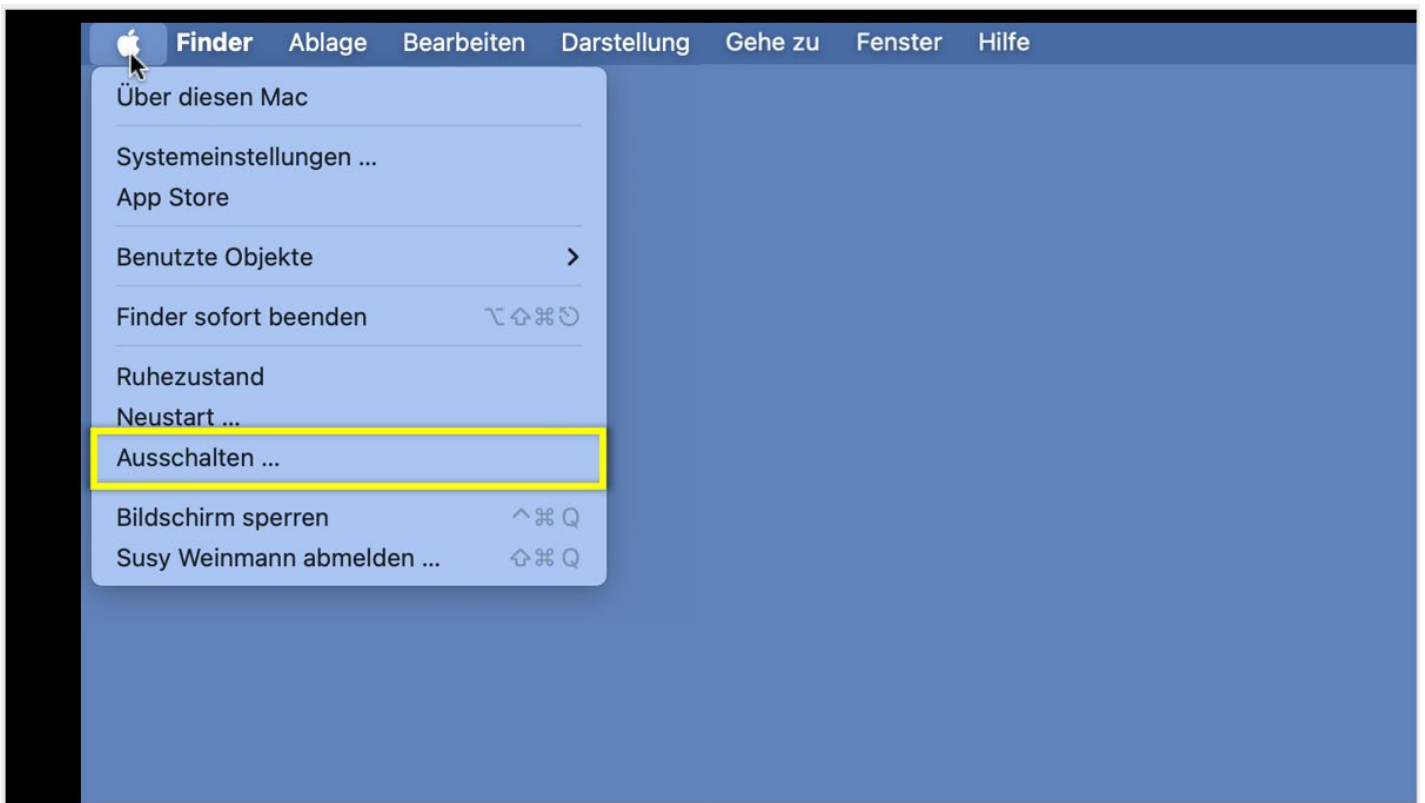 Finder Ablage Bearbeiten Darstellung Gehe zu Fenster Hilfe
Über diesen Mac
Systemeinstellungen ...
App Store
Benutzte Objekte
Finder sofort beenden ⌥⇧⌘⎋
Ruhezustand
Neustart ...
Ausschalten ...
Bildschirm sperren ^⌘Q
Susy Weinmann abmelden ... ⇧⌘Q